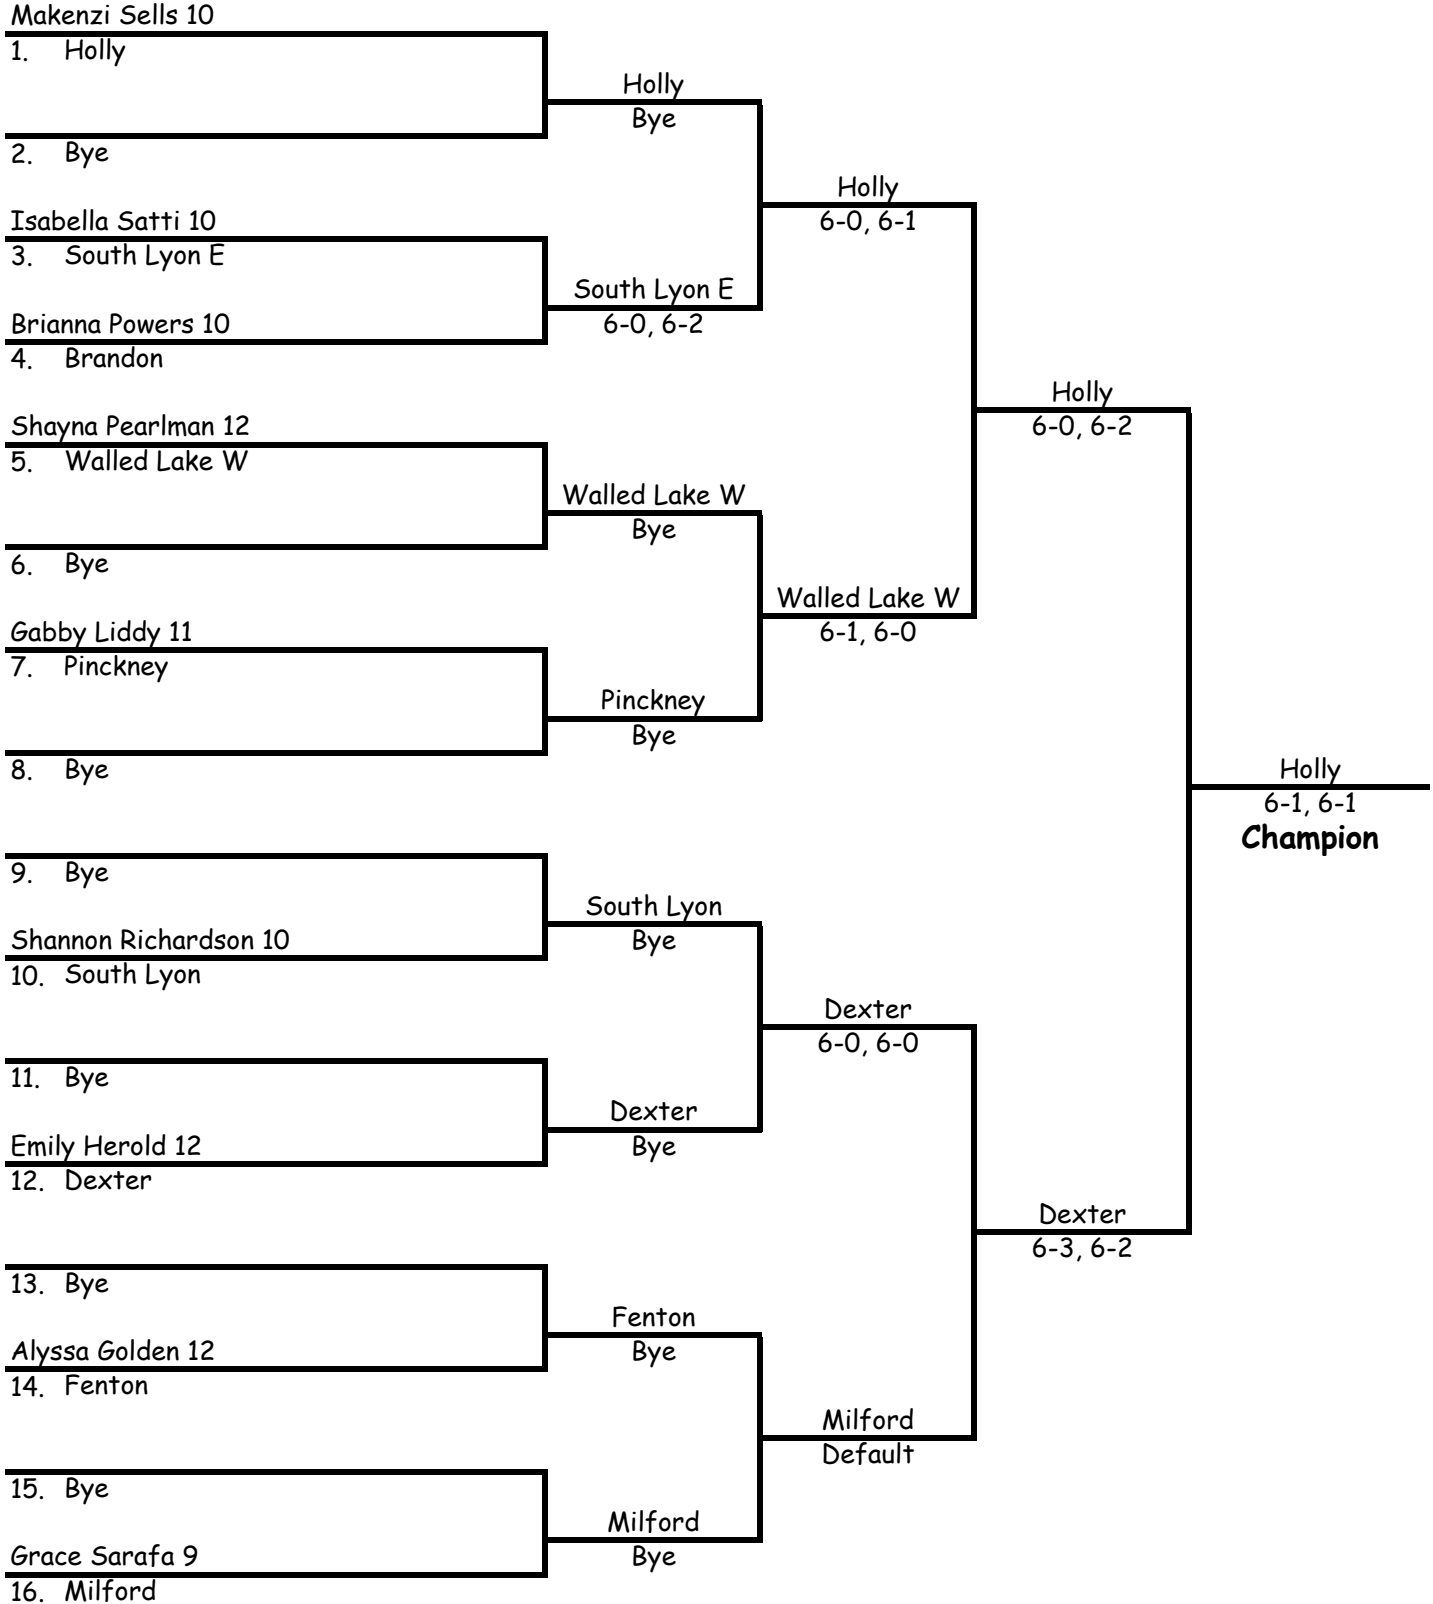 Makenzi Sells 10
1. Holly
2. Bye
Isabella Satti 10
3. South Lyon E
Brianna Powers 10
4. Brandon
Shayna Pearlman 12
5. Walled Lake W
6. Bye
Gabby Liddy 11
7. Pinckney
8. Bye
9. Bye
Shannon Richardson 10
10. South Lyon
11. Bye
Emily Herold 12
12. Dexter
13. Bye
Alyssa Golden 12
14. Fenton
15. Bye
Grace Sarafa 9
16. Milford
Holly
Bye
South Lyon E
6-0, 6-2
Walled Lake W
Bye
Pinckney
Bye
South Lyon
Bye
Dexter
Bye
Fenton
Bye
Milford
Bye
Holly
6-0, 6-1
Walled Lake W
6-1, 6-0
Dexter
6-0, 6-0
Milford
Default
Holly
6-0, 6-2
Dexter
6-3, 6-2
Holly
6-1, 6-1
Champion